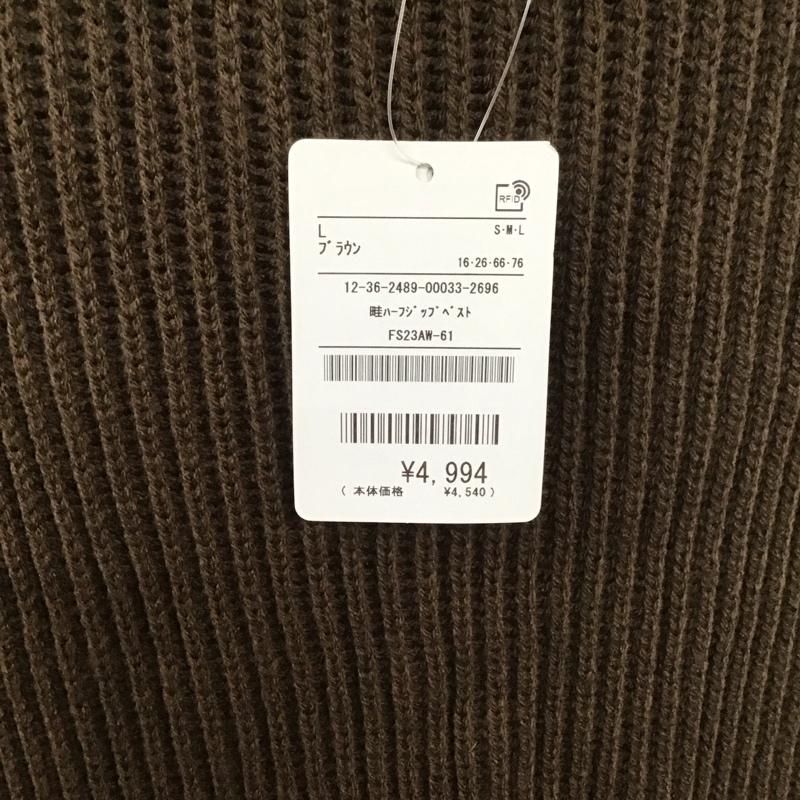 RFID
L S・M・L
ブラウン
16・26・66・76
12-36-2489-00033-2696
畦ハーフジップベスト
FS23AW-61
¥4,994
( 本体価格 ¥4,540 )